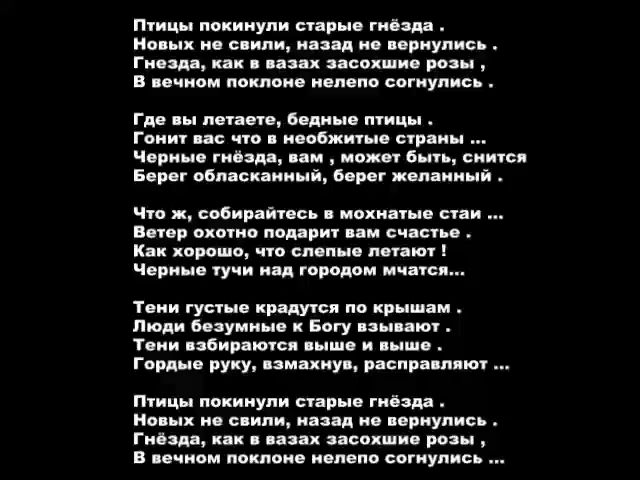 Птицы покинули старые гнёзда .
Новых не свили, назад не вернулись .
Гнезда, как в вазах засохшие розы ,
В вечном поклоне нелепо согнулись .
Где вы летаете, бедные птицы .
Гонит вас что в необжитые страны ...
Черные гнёзда, вам , может быть, снится
Берег обласканный, берег желанный .
Что ж, собирайтесь в мохнатые стаи ...
Ветер охотно подарит вам счастье .
Как хорошо, что слепые летают !
Черные тучи над городом мчатся...
Тени густые крадутся по крышам .
Люди безумные к Богу взывают .
Тени взбираются выше и выше .
Гордые руку, взмахнув, расправляют ...
Птицы покинули старые гнёзда .
Новых не свили, назад не вернулись .
Гнёзда, как в вазах засохшие розы ,
В вечном поклоне нелепо согнулись ...